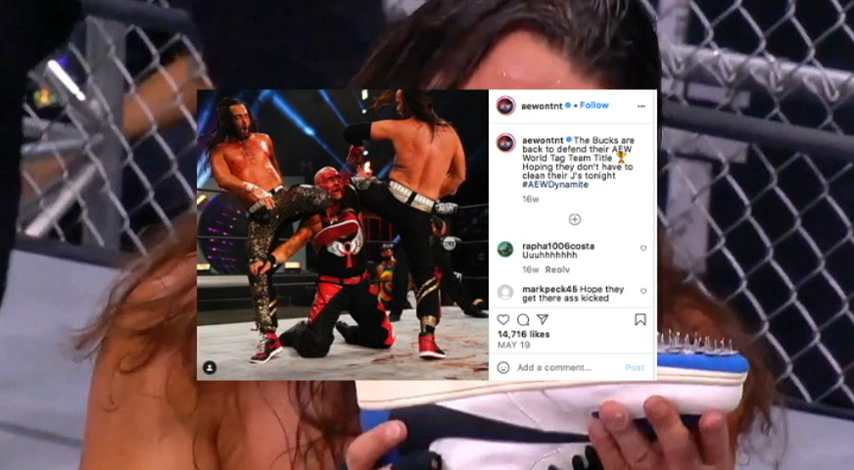 aewontnt • Follow
aewontnt The Bucks are
back to defend their AEW
World Tag Team Title 🏆
Hoping they don't have to
clean their J's tonight
#AEWDynamite
16w
rapha1006costa
Uuuhhhhhhh
16w Reply
markpeck45 Hope they
get there ass kicked
14,716 likes
MAY 19
Add a comment... Post